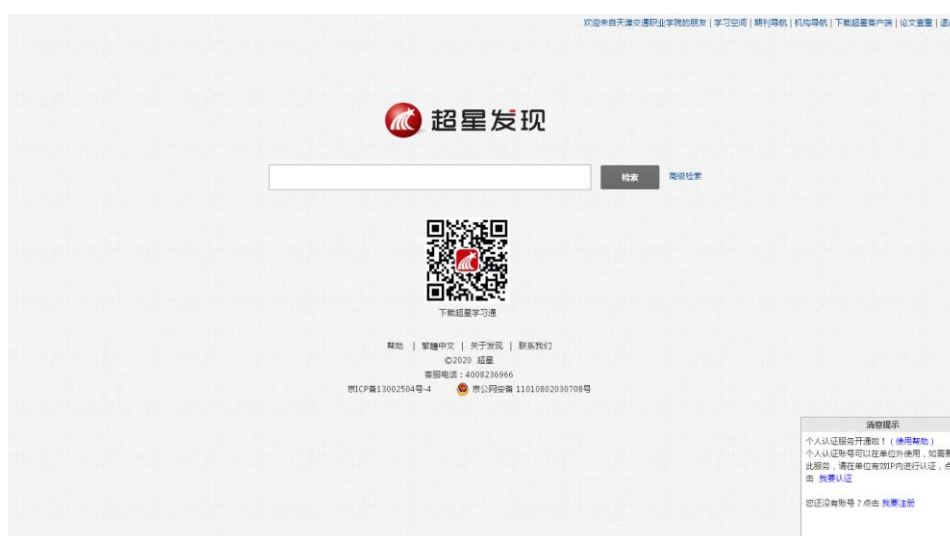 欢迎来自天津交通职业学院的朋友 | 学习空间 | 期刊导航 | 机构导航 | 下载超星客户端 | 论文查重 |
超星发现
检索 高级检索
下载超星学习通
帮助 | 繁體中文 | 关于发现 | 联系我们
©2020 超星
客服电话：4008236966
京ICP备13002504号-4 京公网安备 11010802030708号
消息提示
个人认证服务开通啦！（使用帮助）
个人认证账号可以在单位外使用，如需要
此服务，请在单位有效IP内进行认证，点
击 我要认证
您还没有账号？点击 我要注册